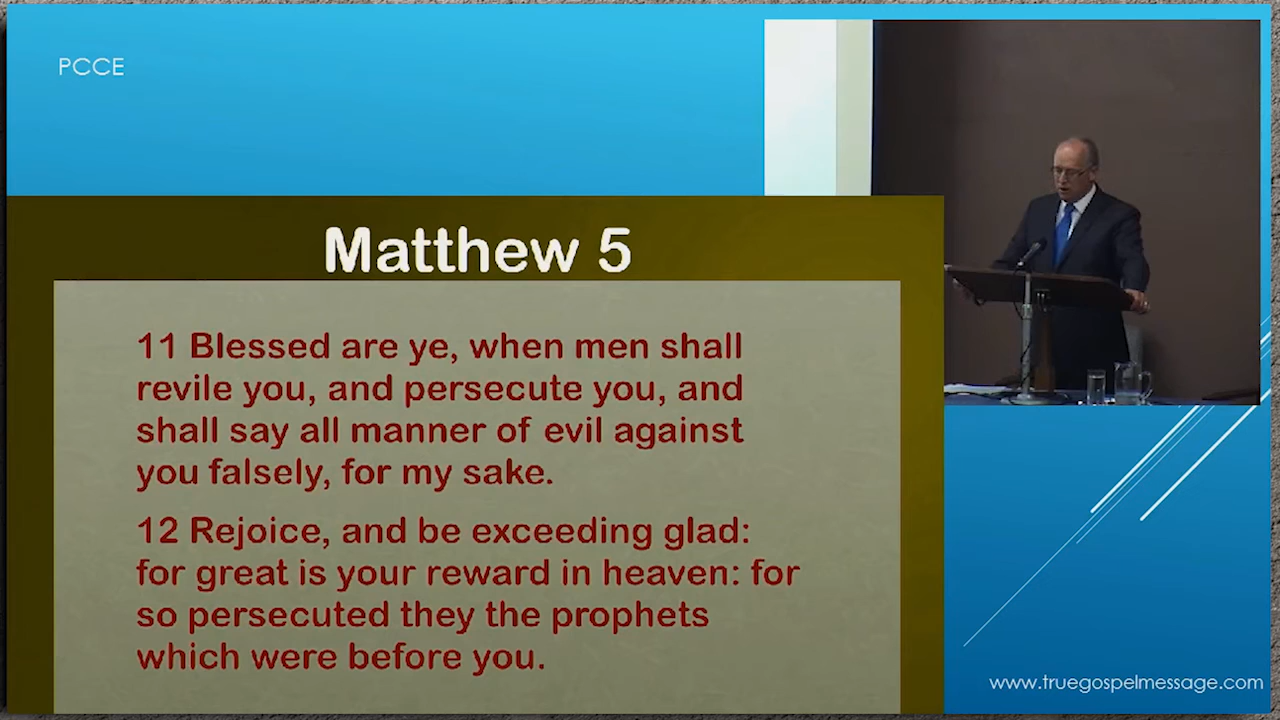 PCCE
Matthew 5
11 Blessed are ye, when men shall
revile you, and persecute you, and
shall say all manner of evil against
you falsely, for my sake.
12 Rejoice, and be exceeding glad:
for great is your reward in heaven: for
so persecuted they the prophets
which were before you.
www.truegospelmessage.com